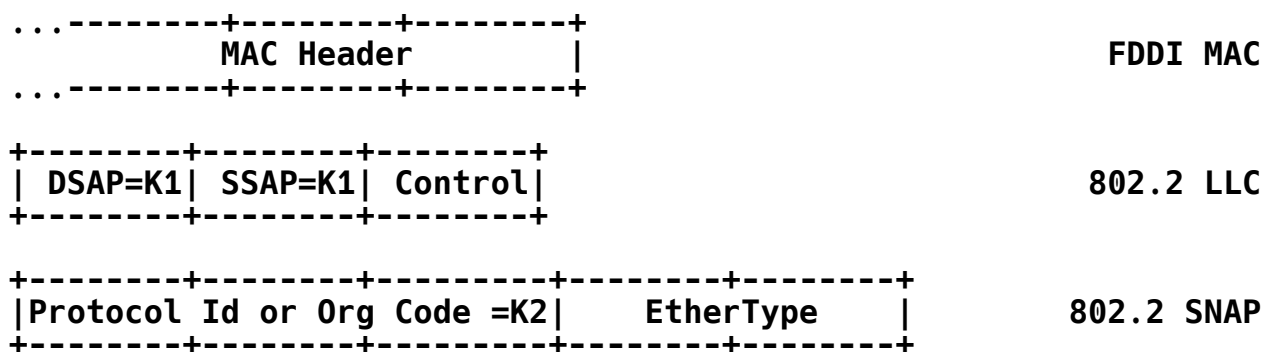 ...--------+--------+--------+
MAC Header | FDDI MAC
...--------+--------+--------+
+--------+--------+--------+
| DSAP=K1| SSAP=K1| Control| 802.2 LLC
+--------+--------+--------+
+--------+--------+---------+--------+--------+
|Protocol Id or Org Code =K2| EtherType | 802.2 SNAP
+--------+--------+---------+--------+--------+